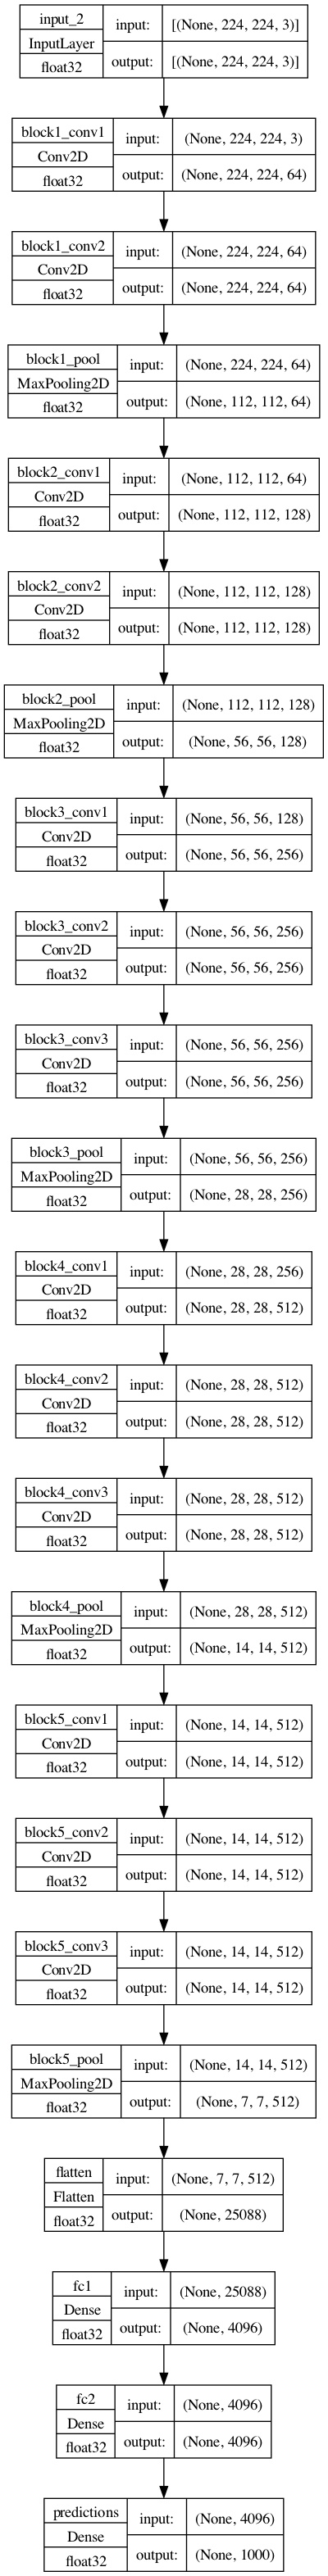 input_2
InputLayer
float32
input:
[(None, 224, 224, 3)]
output:
[(None, 224, 224, 3)]
block1_conv1
Conv2D
float32
input:
(None, 224, 224, 3)
output:
(None, 224, 224, 64)
block1_conv2
Conv2D
float32
input:
(None, 224, 224, 64)
output:
(None, 224, 224, 64)
block1_pool
MaxPooling2D
float32
input:
(None, 224, 224, 64)
output:
(None, 112, 112, 64)
block2_conv1
Conv2D
float32
input:
(None, 112, 112, 64)
output:
(None, 112, 112, 128)
block2_conv2
Conv2D
float32
input:
(None, 112, 112, 128)
output:
(None, 112, 112, 128)
block2_pool
MaxPooling2D
float32
input:
(None, 112, 112, 128)
output:
(None, 56, 56, 128)
block3_conv1
Conv2D
float32
input:
(None, 56, 56, 128)
output:
(None, 56, 56, 256)
block3_conv2
Conv2D
float32
input:
(None, 56, 56, 256)
output:
(None, 56, 56, 256)
block3_conv3
Conv2D
float32
input:
(None, 56, 56, 256)
output:
(None, 56, 56, 256)
block3_pool
MaxPooling2D
float32
input:
(None, 56, 56, 256)
output:
(None, 28, 28, 256)
block4_conv1
Conv2D
float32
input:
(None, 28, 28, 256)
output:
(None, 28, 28, 512)
block4_conv2
Conv2D
float32
input:
(None, 28, 28, 512)
output:
(None, 28, 28, 512)
block4_conv3
Conv2D
float32
input:
(None, 28, 28, 512)
output:
(None, 28, 28, 512)
block4_pool
MaxPooling2D
float32
input:
(None, 28, 28, 512)
output:
(None, 14, 14, 512)
block5_conv1
Conv2D
float32
input:
(None, 14, 14, 512)
output:
(None, 14, 14, 512)
block5_conv2
Conv2D
float32
input:
(None, 14, 14, 512)
output:
(None, 14, 14, 512)
block5_conv3
Conv2D
float32
input:
(None, 14, 14, 512)
output:
(None, 14, 14, 512)
block5_pool
MaxPooling2D
float32
input:
(None, 14, 14, 512)
output:
(None, 7, 7, 512)
flatten
Flatten
float32
input:
(None, 7, 7, 512)
output:
(None, 25088)
fc1
Dense
float32
input:
(None, 25088)
output:
(None, 4096)
fc2
Dense
float32
input:
(None, 4096)
output:
(None, 4096)
predictions
Dense
float32
input:
(None, 4096)
output:
(None, 1000)